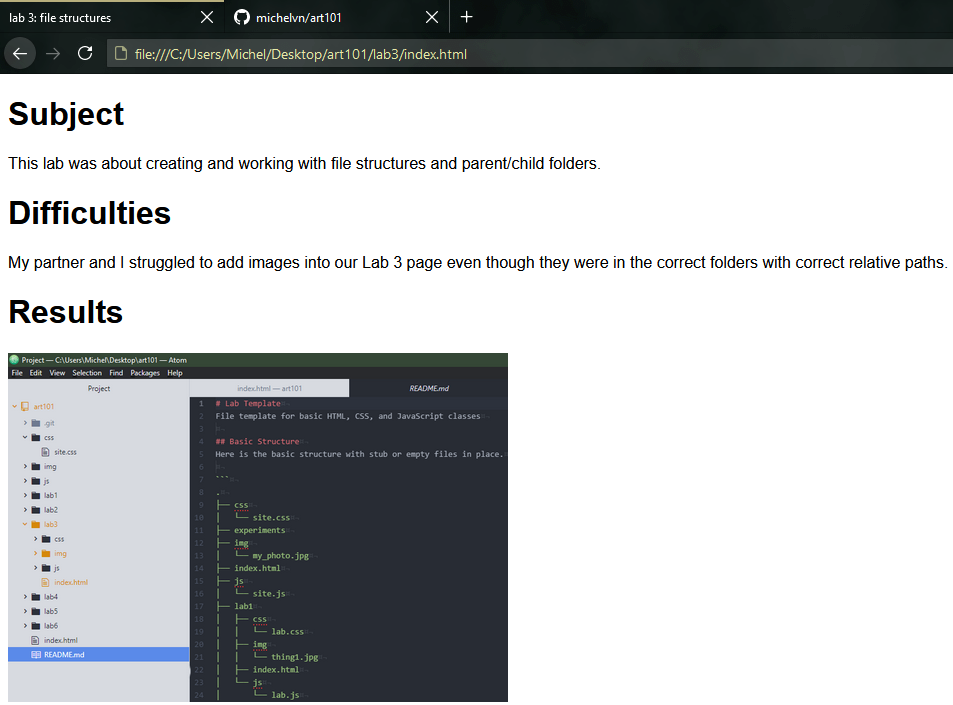 lab 3: file structures
michelvn/art101
file:///C:/Users/Michel/Desktop/art101/lab3/index.html
Subject
This lab was about creating and working with file structures and parent/child folders.
Difficulties
My partner and I struggled to add images into our Lab 3 page even though they were in the correct folders with correct relative paths.
Results
Project — C:\Users\Michel\Desktop\art101 — Atom
File Edit View Selection Find Packages Help
Project
art101
.git
css
site.css
img
js
lab1
lab2
lab3
css
img
js
index.html
lab4
lab5
lab6
index.html
README.md
index.html — art101
README.md
1 # Lab Template
2 File template for basic HTML, CSS, and JavaScript classes
3
4 ## Basic Structure
5 Here is the basic structure with stub or empty files in place.
6
7 ```
8 .
9 ├── css
10 │   └── site.css
11 ├── experiments
12 ├── img
13 │   └── my_photo.jpg
14 ├── index.html
15 ├── js
16 │   └── site.js
17 ├── lab1
18 │   ├── css
19 │   │   └── lab.css
20 │   ├── img
21 │   │   └── thing1.jpg
22 │   ├── index.html
23 │   └── js
24 │       └── lab.js